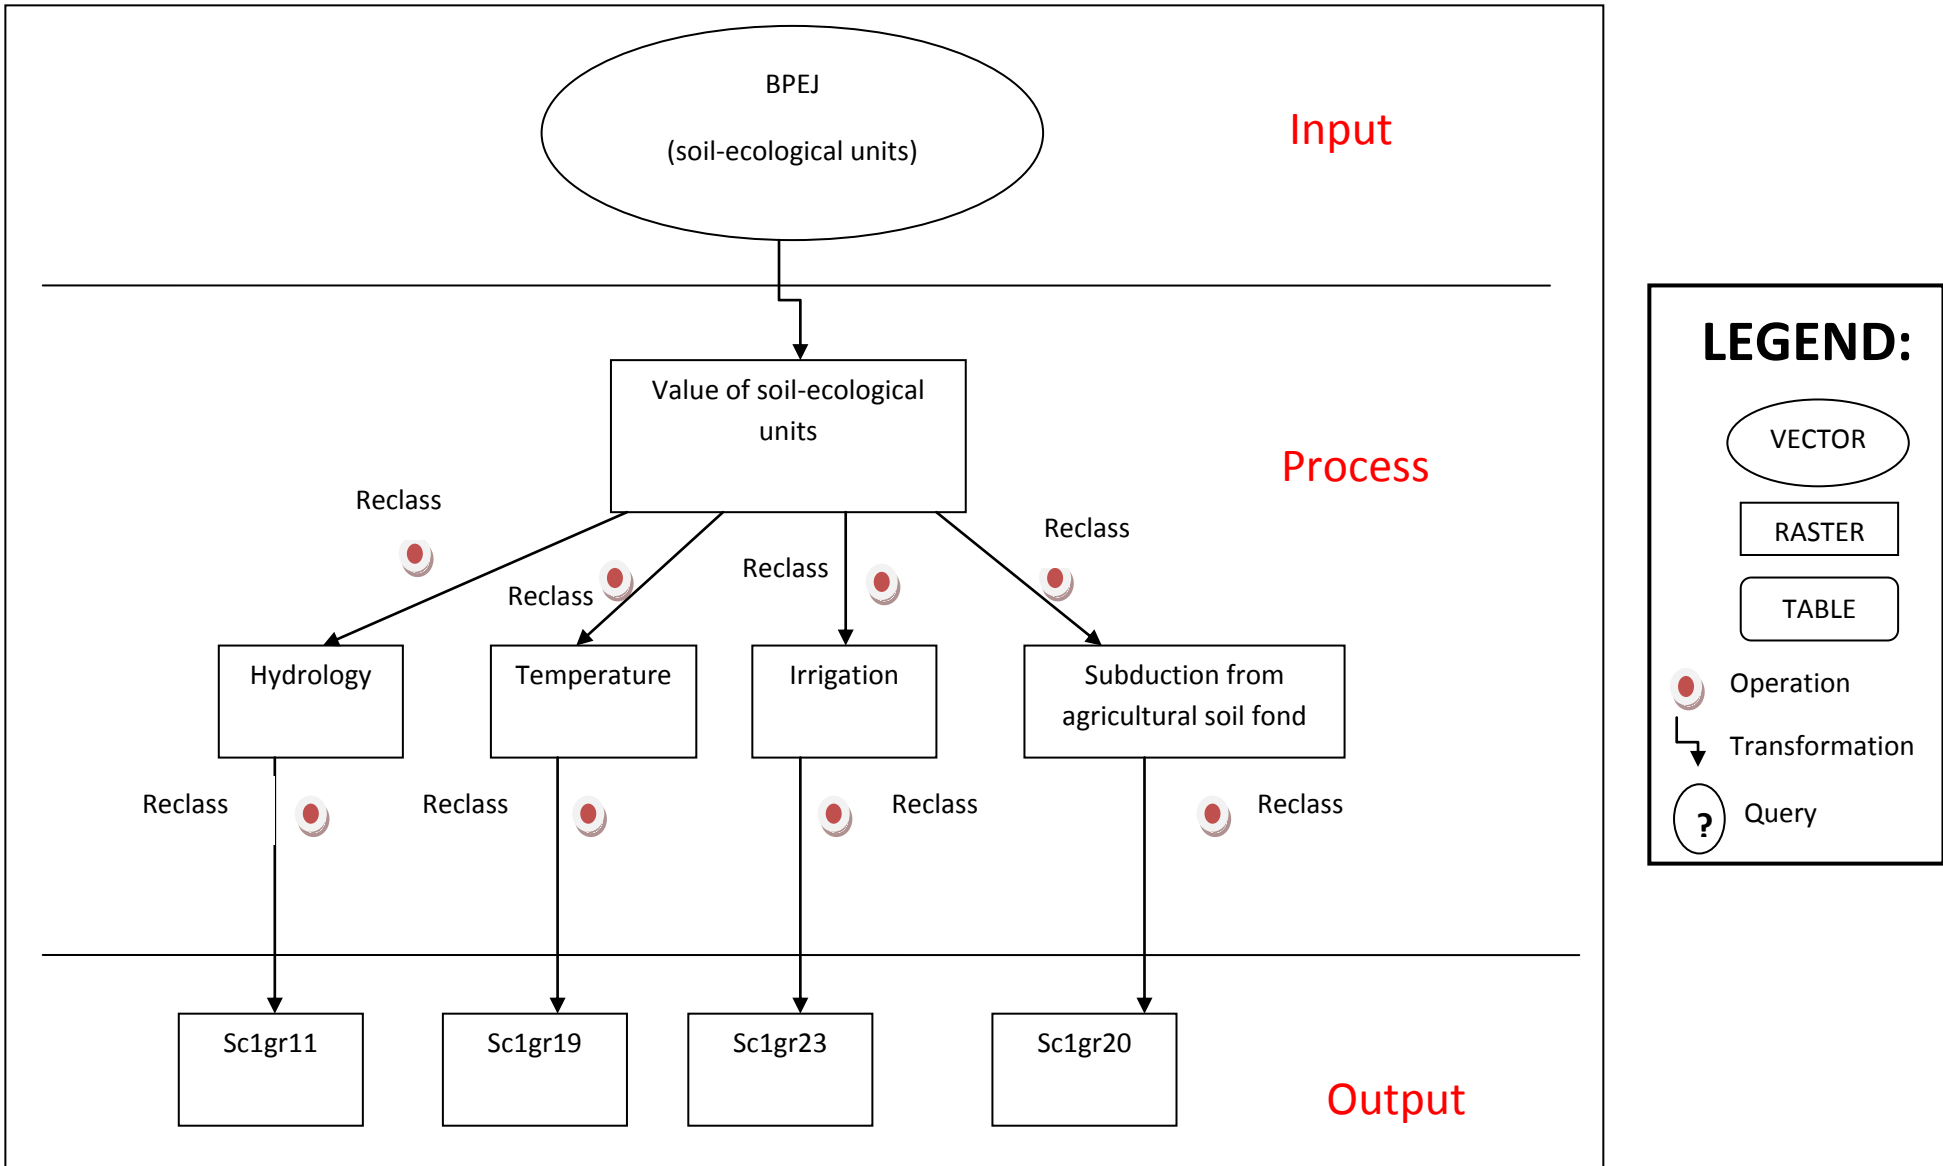 BPEJ
(soil-ecological units)
Input
Value of soil-ecological
units
Process
Reclass
Reclass
Reclass
Reclass
Hydrology
Temperature
Irrigation
Subduction from
agricultural soil fond
Reclass
Reclass
Reclass
Reclass
Sc1gr11
Sc1gr19
Sc1gr23
Sc1gr20
Output
LEGEND:
VECTOR
RASTER
TABLE
Operation
Transformation
? Query